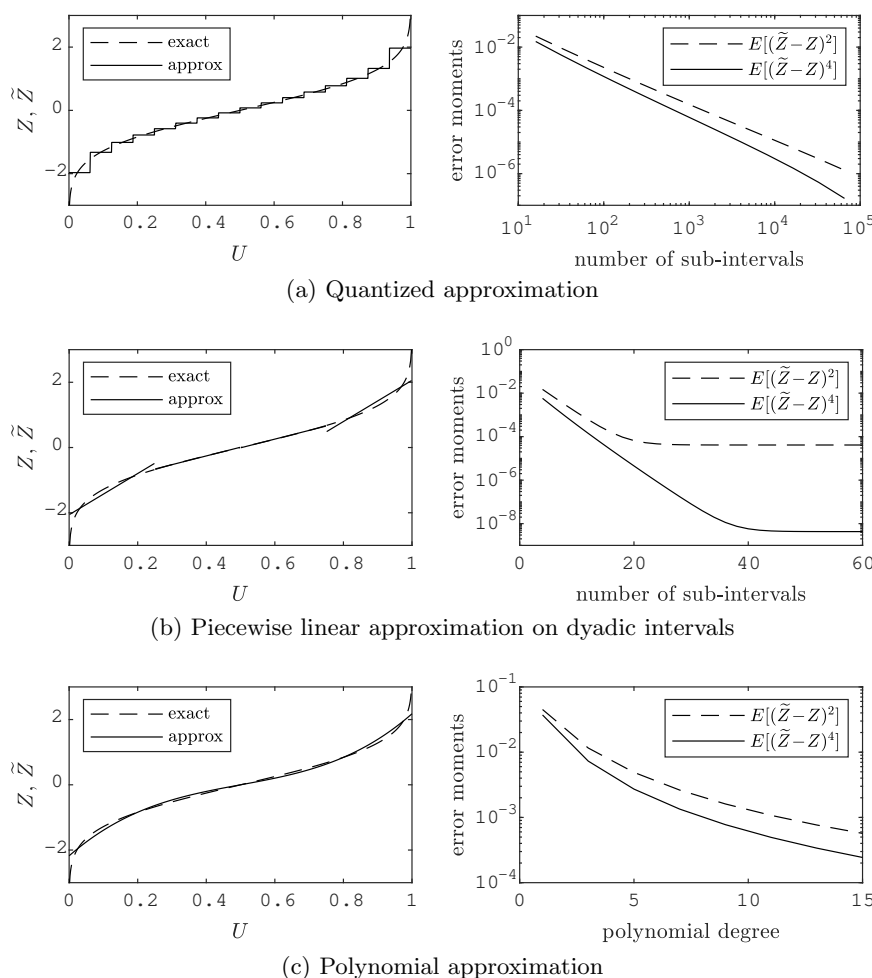 2
0
−2
Z, Z̃
exact
approx
0 0.2 0.4 0.6 0.8 1
U
10^-2
10^-4
10^-6
error moments
E[(Z̃−Z)^2]
E[(Z̃−Z)^4]
10^1 10^2 10^3 10^4 10^5
number of sub-intervals
(a) Quantized approximation
2
0
−2
Z, Z̃
exact
approx
0 0.2 0.4 0.6 0.8 1
U
10^0
10^-2
10^-4
10^-6
10^-8
error moments
E[(Z̃−Z)^2]
E[(Z̃−Z)^4]
0 20 40 60
number of sub-intervals
(b) Piecewise linear approximation on dyadic intervals
2
0
−2
Z, Z̃
exact
approx
0 0.2 0.4 0.6 0.8 1
U
10^-1
10^-2
10^-3
10^-4
error moments
E[(Z̃−Z)^2]
E[(Z̃−Z)^4]
0 5 10 15
polynomial degree
(c) Polynomial approximation